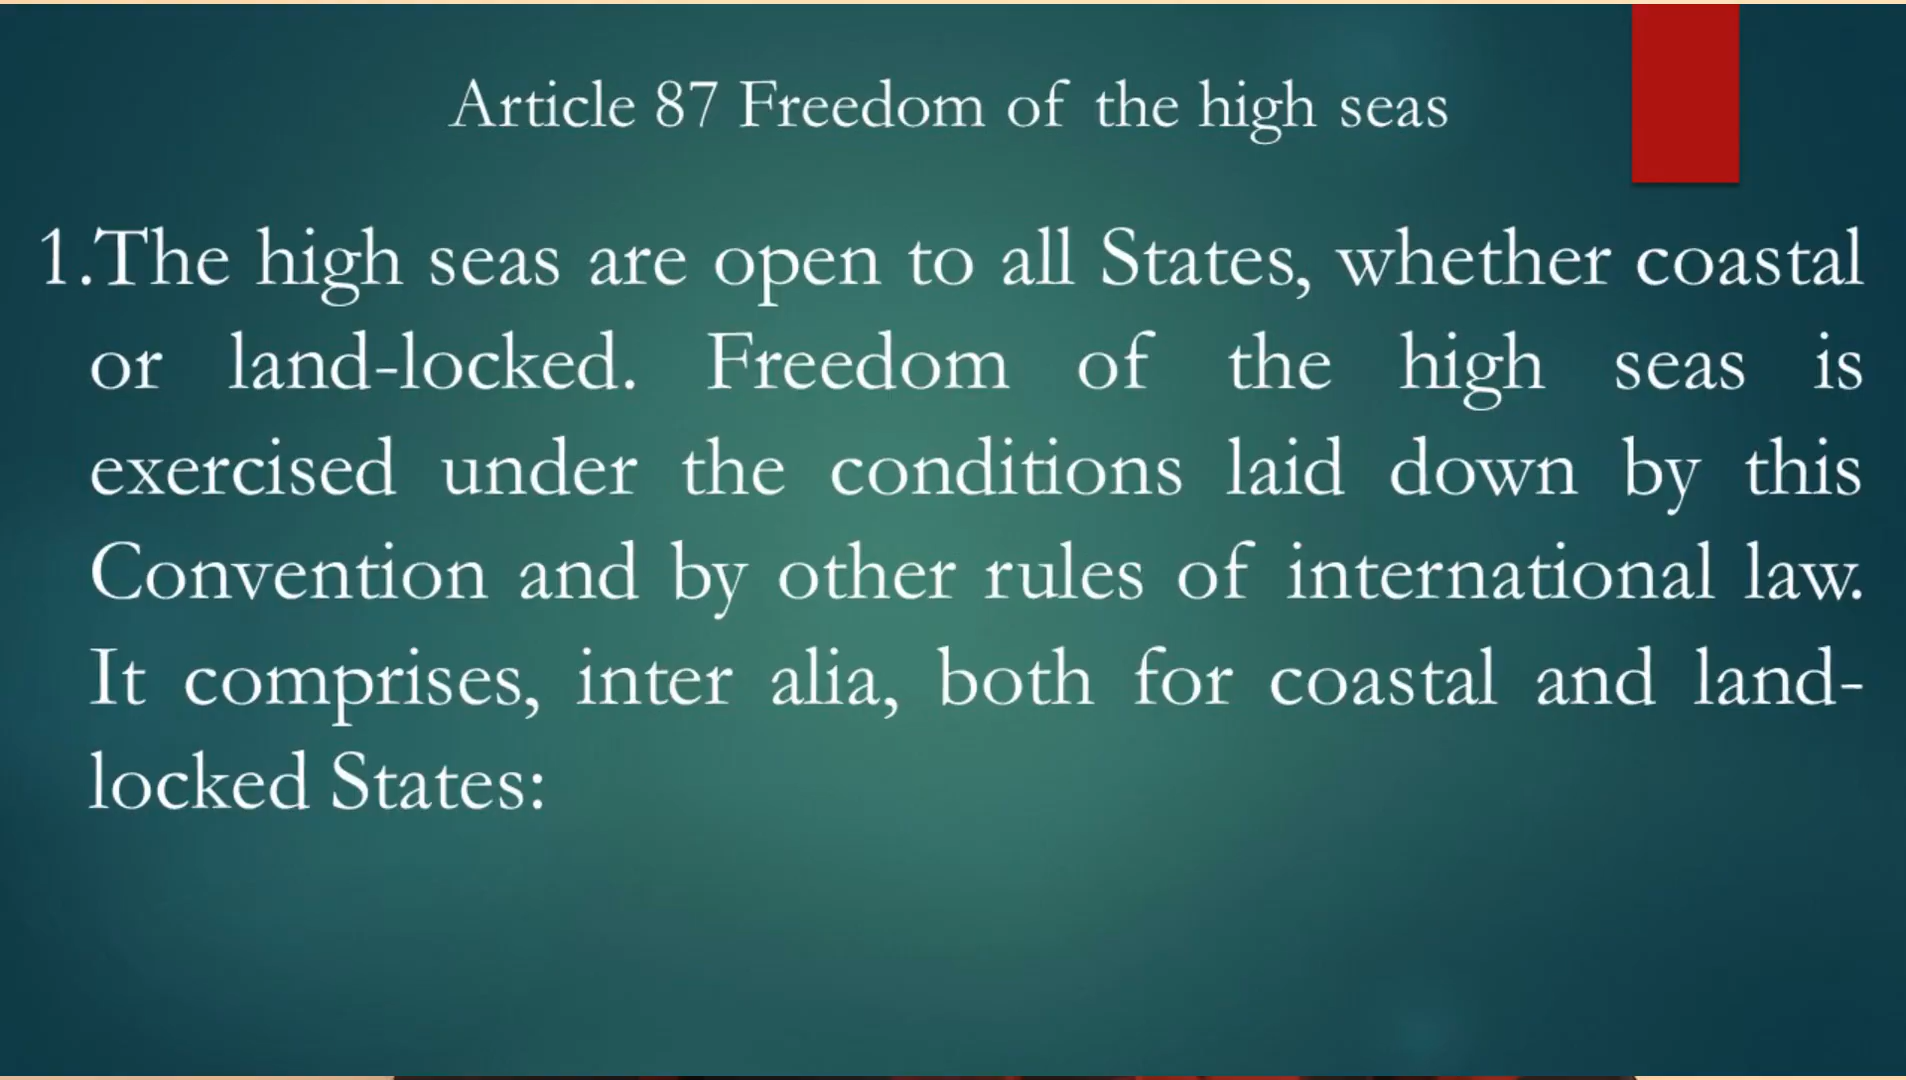 Article 87 Freedom of the high seas
1.The high seas are open to all States, whether coastal
or land-locked. Freedom of the high seas is
exercised under the conditions laid down by this
Convention and by other rules of international law.
It comprises, inter alia, both for coastal and land-
locked States: